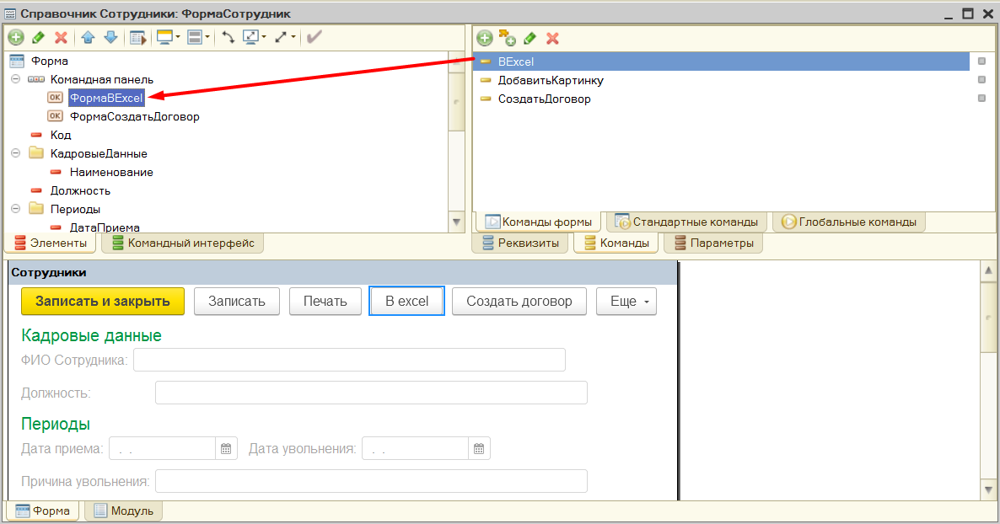 Справочник Сотрудники: ФормаСотрудник
Форма
Командная панель
OK ФормаВExcel
OK ФормаСоздатьДоговор
Код
КадровыеДанные
Наименование
Должность
Периоды
ДатаПриема
Элементы
Командный интерфейс
ВExcel
ДобавитьКартинку
СоздатьДоговор
Команды формы
Стандартные команды
Глобальные команды
Реквизиты
Команды
Параметры
Сотрудники
Записать и закрыть
Записать
Печать
В excel
Создать договор
Еще
Кадровые данные
ФИО Сотрудника:
Должность:
Периоды
Дата приема: . .
Дата увольнения: . .
Причина увольнения:
Форма
Модуль